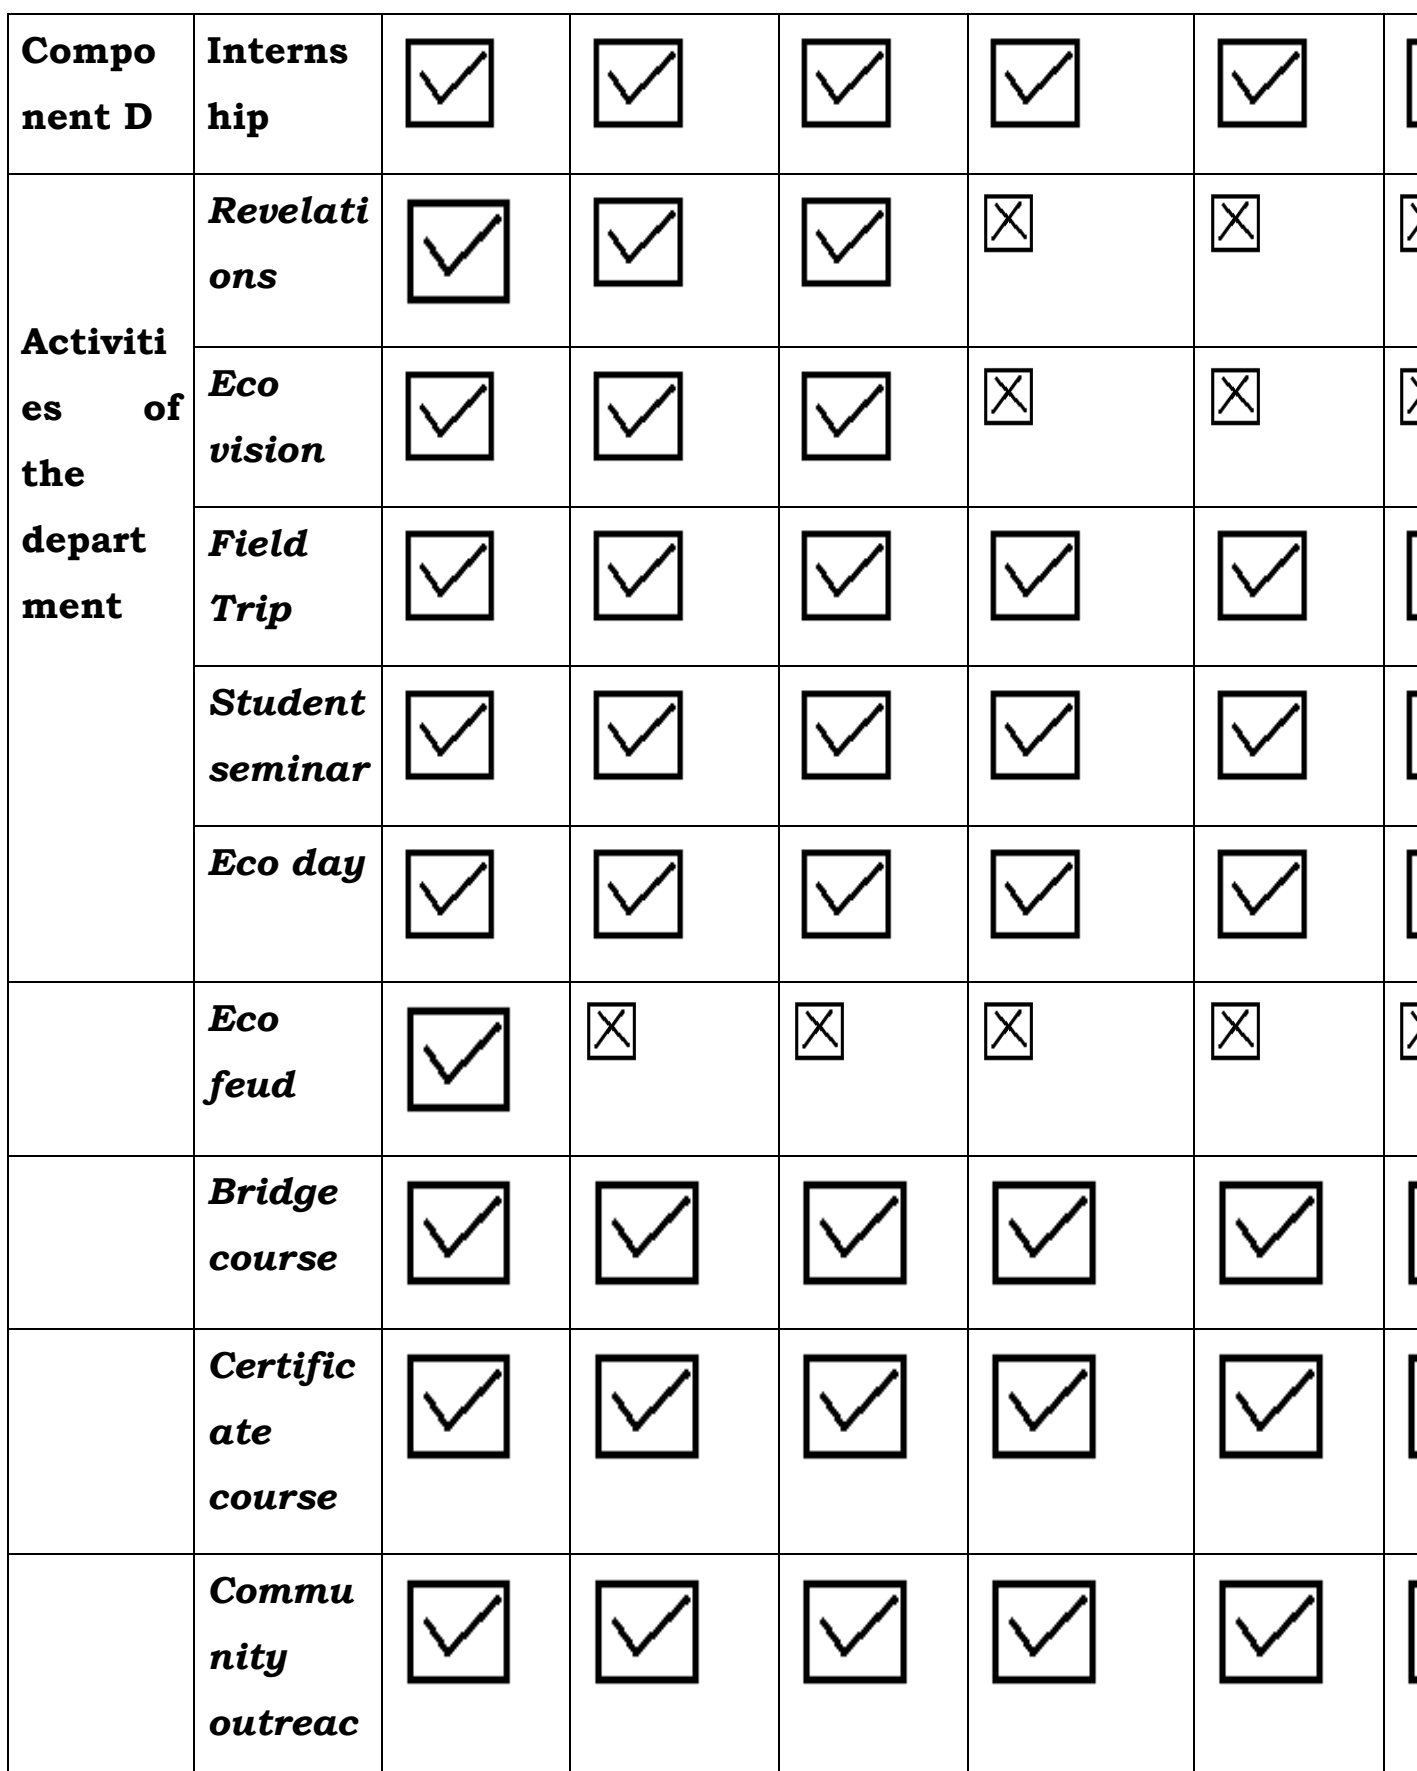 Compo
nent D
Interns
hip
Activiti
es of
the
depart
ment
Revelati
ons
Eco
vision
Field
Trip
Student
seminar
Eco day
Eco
feud
Bridge
course
Certific
ate
course
Commu
nity
outreac